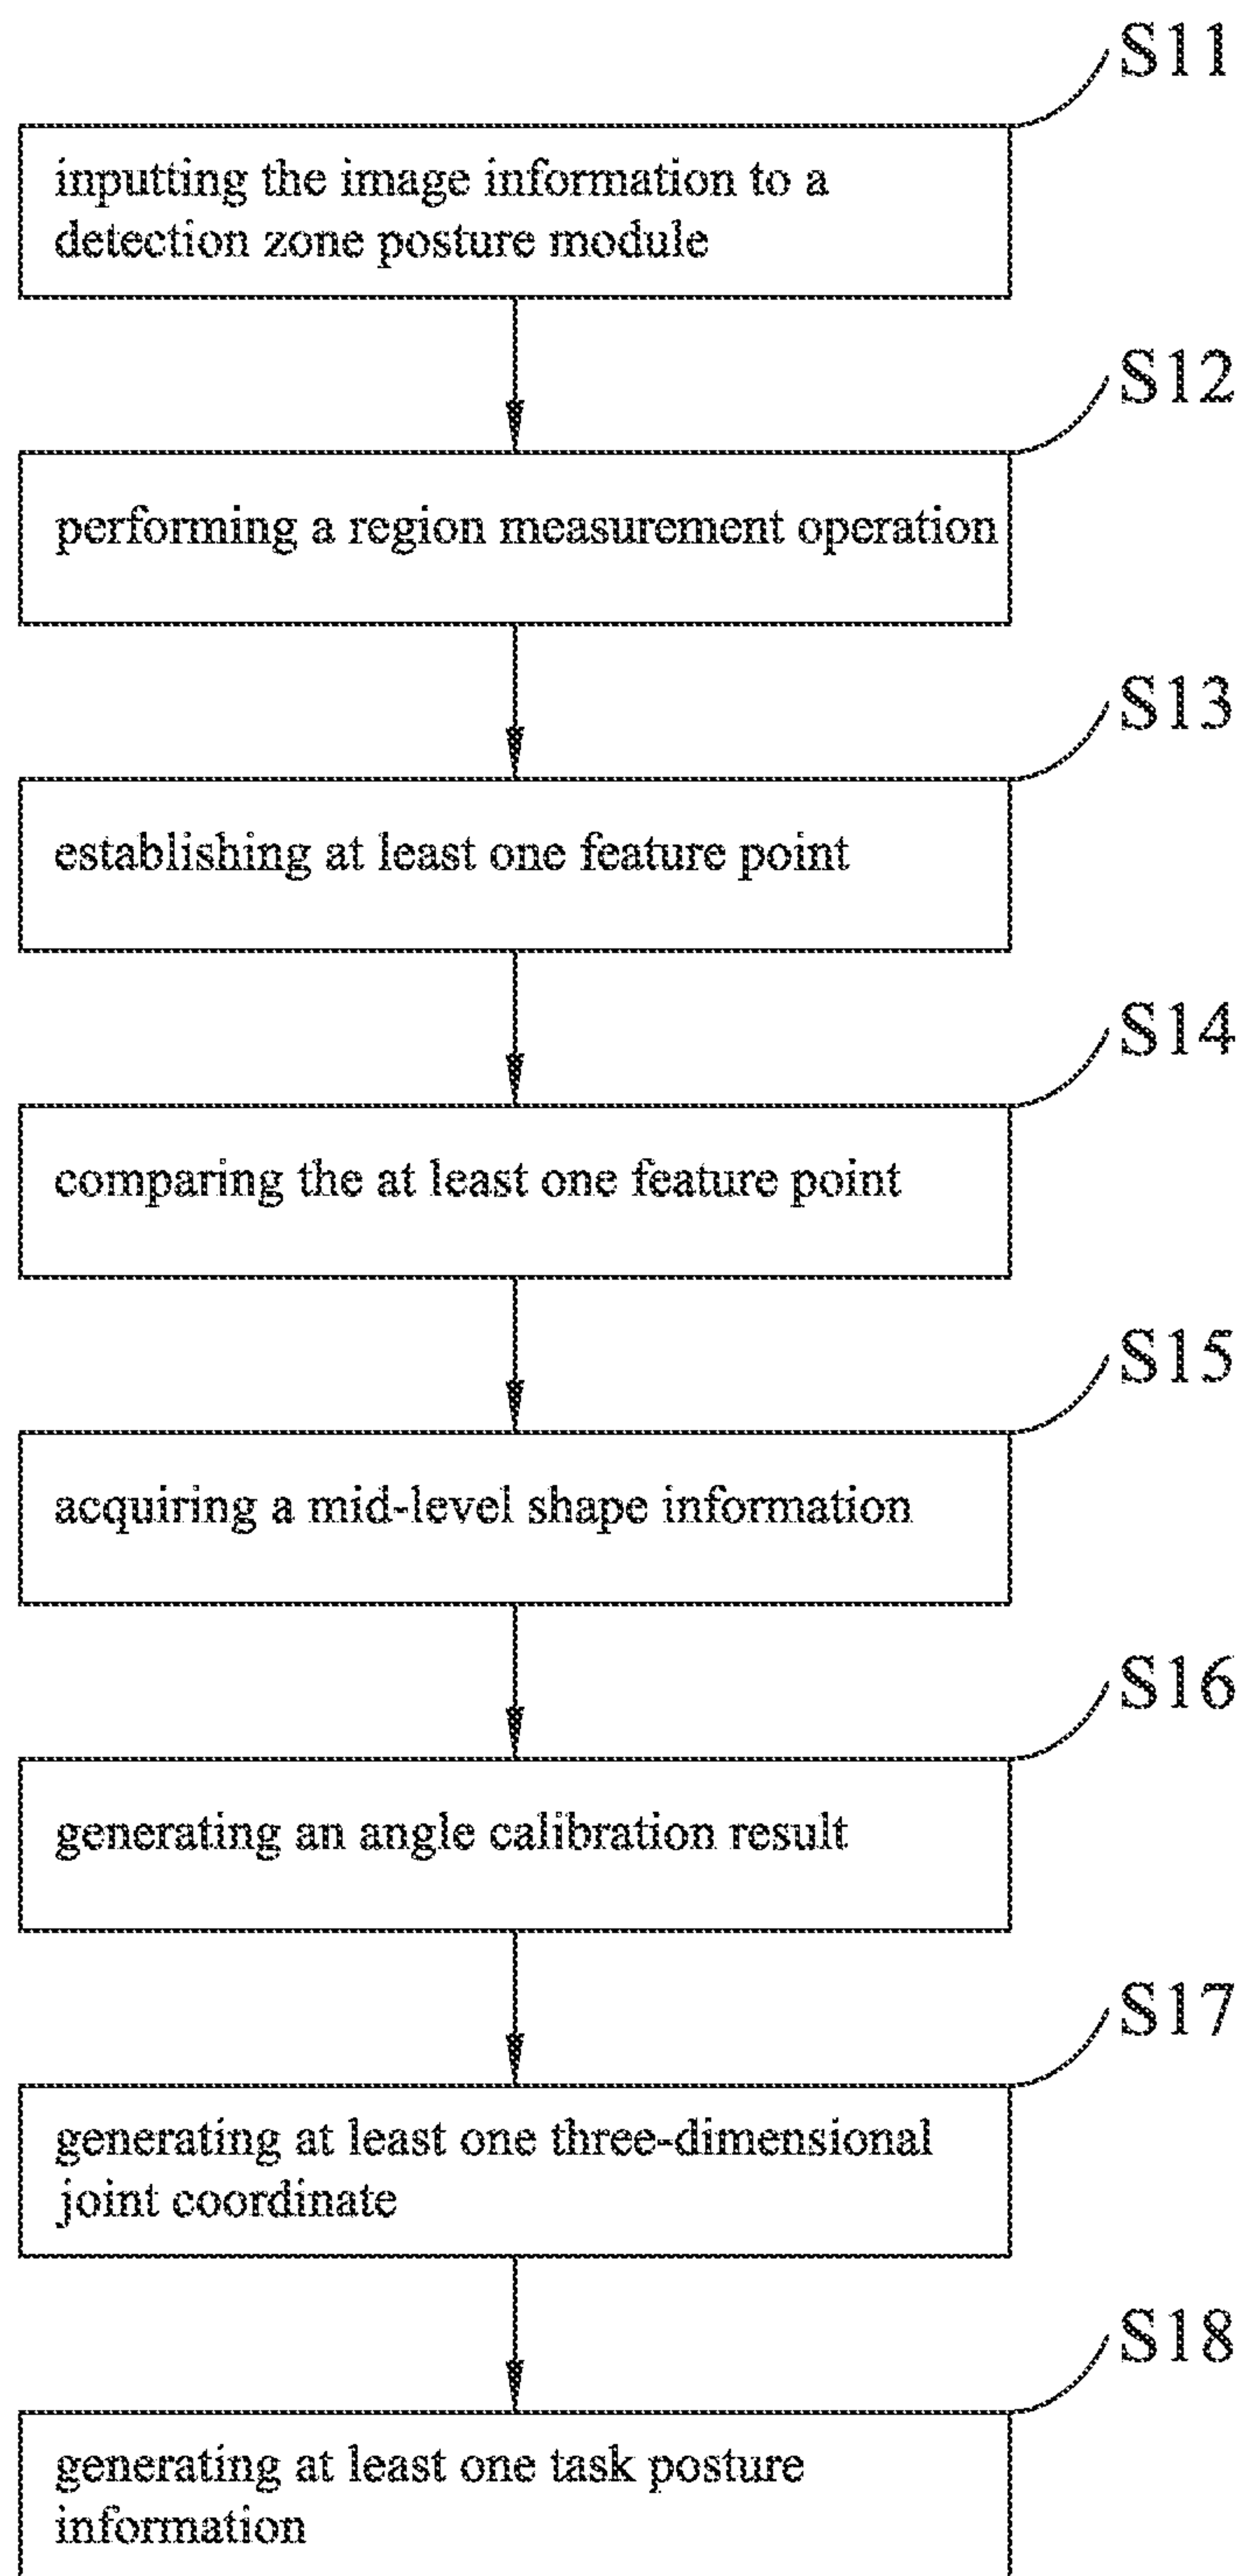 S11
inputting the image information to a
detection zone posture module
S12
performing a region measurement operation
S13
establishing at least one feature point
S14
comparing the at least one feature point
S15
acquiring a mid-level shape information
S16
generating an angle calibration result
S17
generating at least one three-dimensional
joint coordinate
S18
generating at least one task posture
information